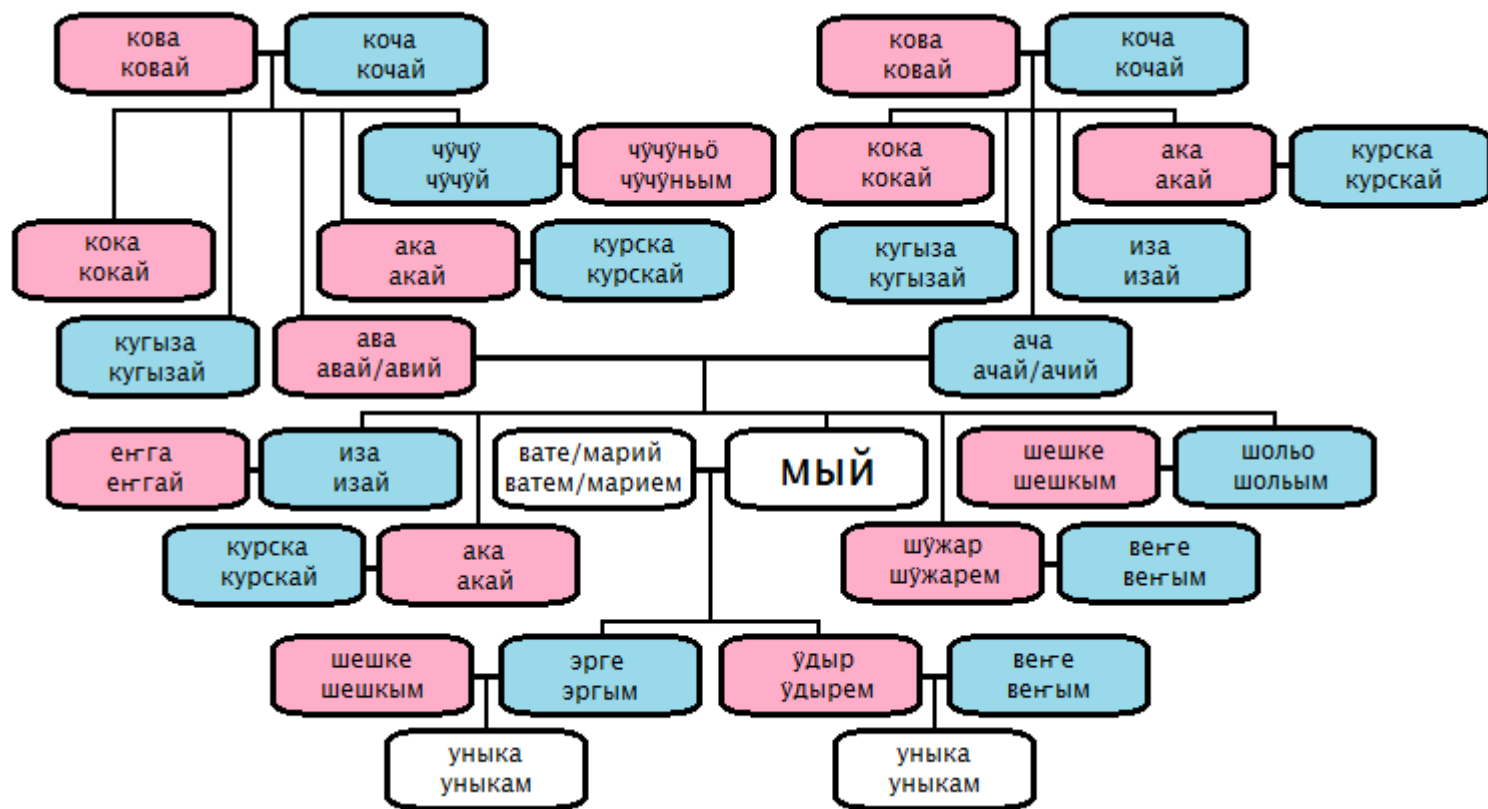 кова
ковай
коча
кочай
кова
ковай
коча
кочай
чӱчӱ
чӱчӱй
чӱчӱньӧ
чӱчӱньым
кока
кокай
ака
акай
курска
курскай
кока
кокай
ака
акай
курска
курскай
кугыза
кугызай
иза
изай
кугыза
кугызай
ава
авай/авий
ача
ачай/ачий
еҥга
еҥгай
иза
изай
вате/марий
ватем/марием
мый
шешке
шешкым
шольо
шольым
курска
курскай
ака
акай
шӱжар
шӱжарем
веҥе
веҥым
шешке
шешкым
эрге
эргым
ӱдыр
ӱдырем
веҥе
веҥым
уныка
уныкам
уныка
уныкам